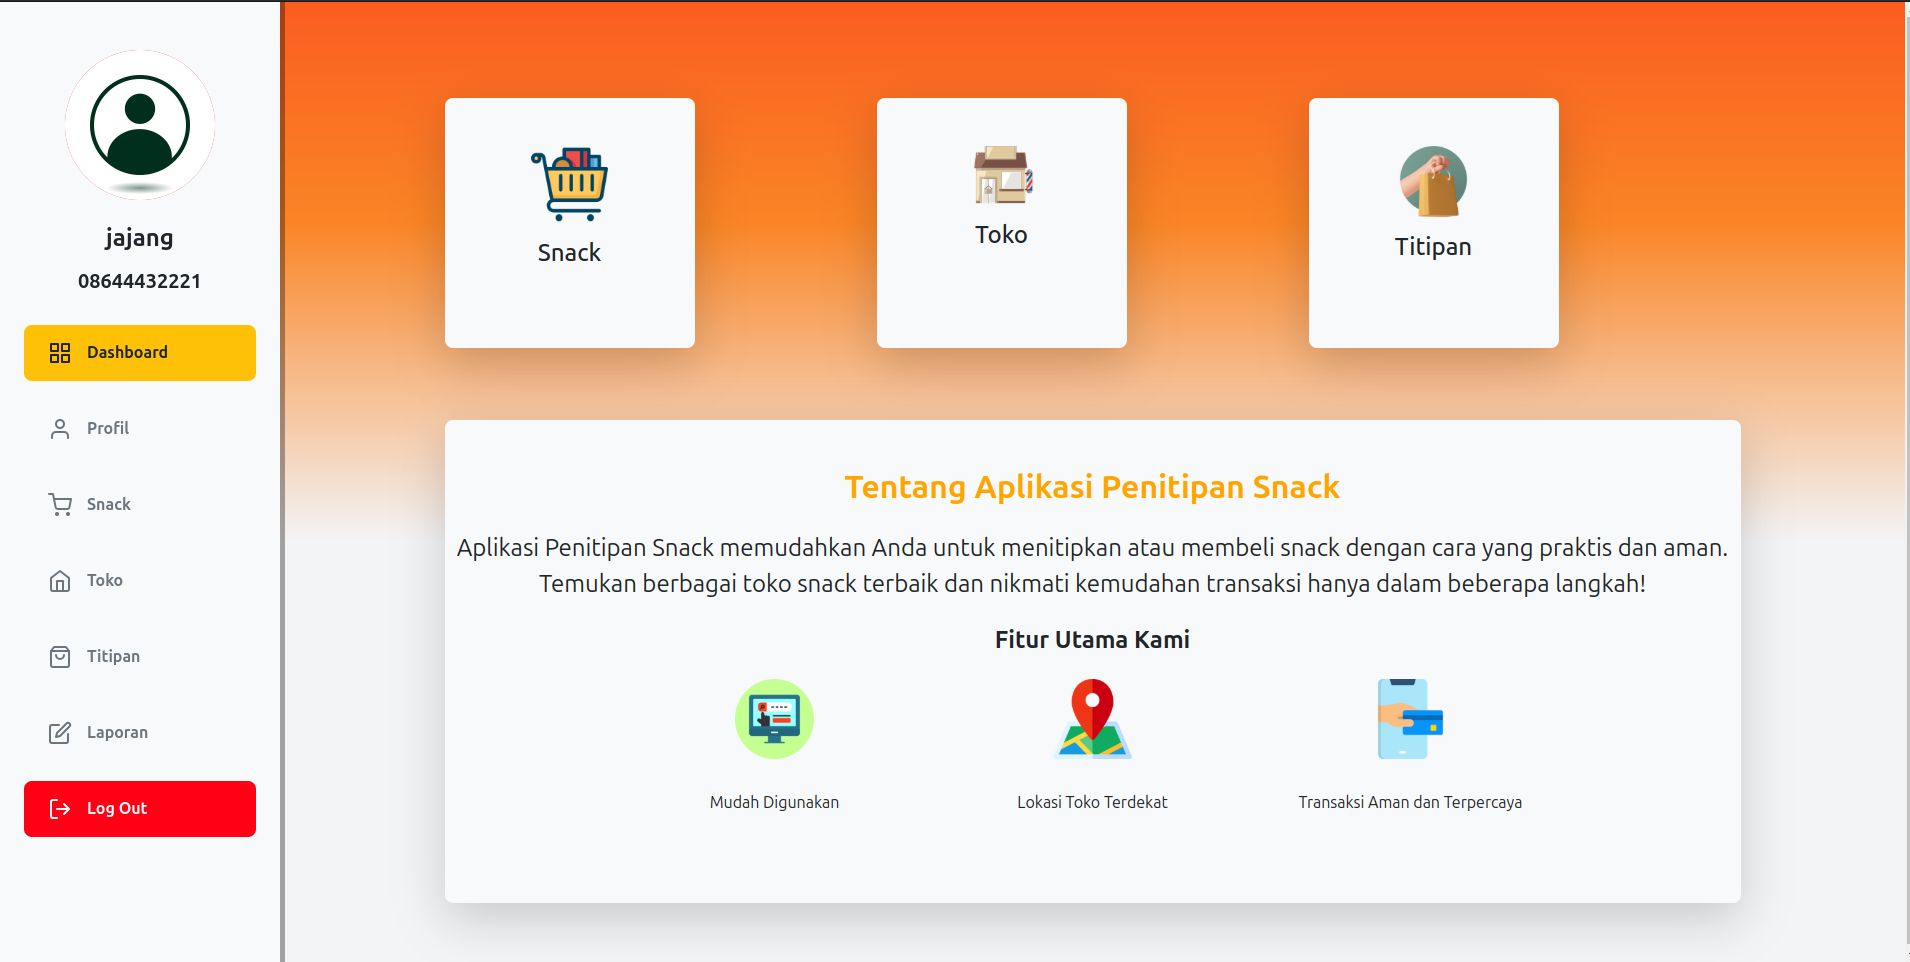 jajang
08644432221
Dashboard
Profil
Snack
Toko
Titipan
Laporan
Log Out
Snack
Toko
Titipan
Tentang Aplikasi Penitipan Snack
Aplikasi Penitipan Snack memudahkan Anda untuk menitipkan atau membeli snack dengan cara yang praktis dan aman.
Temukan berbagai toko snack terbaik dan nikmati kemudahan transaksi hanya dalam beberapa langkah!
Fitur Utama Kami
Mudah Digunakan
Lokasi Toko Terdekat
Transaksi Aman dan Terpercaya